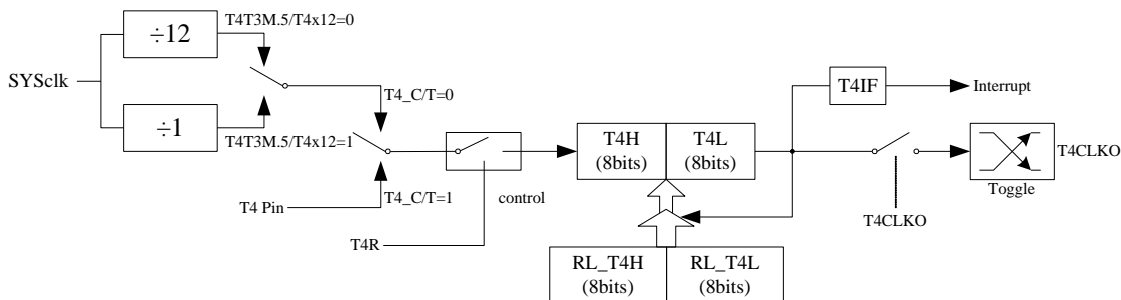 T4T3M.5/T4x12=0
÷12
SYSclk
÷1
T4T3M.5/T4x12=1
T4_C/T=0
T4_C/T=1
T4 Pin
T4R
control
T4H
(8bits)
T4L
(8bits)
RL_T4H
(8bits)
RL_T4L
(8bits)
T4IF
Interrupt
T4CLKO
Toggle
T4CLKO